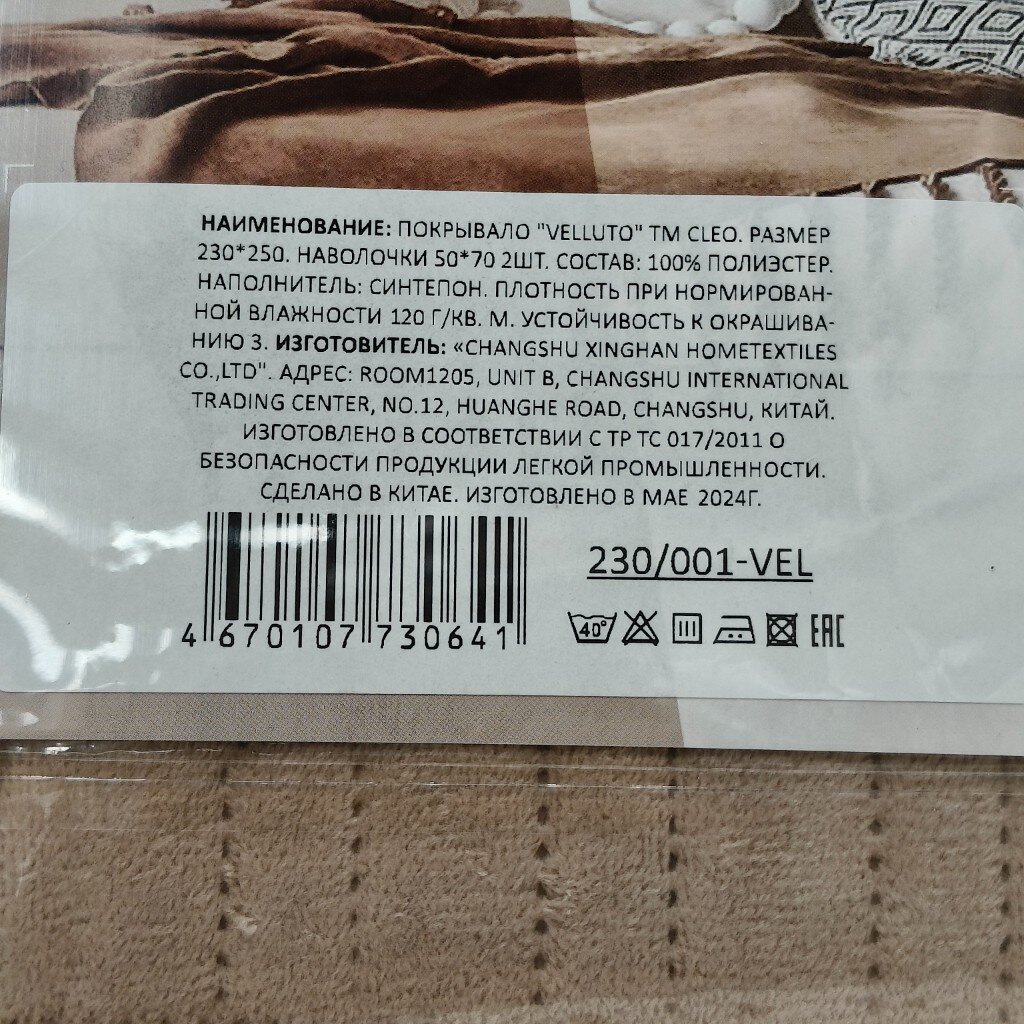 НАИМЕНОВАНИЕ: ПОКРЫВАЛО "VELLUTO" ТМ CLEO. РАЗМЕР
230*250. НАВОЛОЧКИ 50*70 2ШТ. СОСТАВ: 100% ПОЛИЭСТЕР.
НАПОЛНИТЕЛЬ: СИНТЕПОН. ПЛОТНОСТЬ ПРИ НОРМИРОВАН-
НОЙ ВЛАЖНОСТИ 120 Г/КВ. М. УСТОЙЧИВОСТЬ К ОКРАШИВА-
НИЮ 3. ИЗГОТОВИТЕЛЬ: «CHANGSHU XINGHAN HOMETEXTILES
CO.,LTD". АДРЕС: ROOM1205, UNIT B, CHANGSHU INTERNATIONAL
TRADING CENTER, NO.12, HUANGHE ROAD, CHANGSHU, КИТАЙ.
ИЗГОТОВЛЕНО В СООТВЕТСТВИИ С ТР ТС 017/2011 О
БЕЗОПАСНОСТИ ПРОДУКЦИИ ЛЕГКОЙ ПРОМЫШЛЕННОСТИ.
СДЕЛАНО В КИТАЕ. ИЗГОТОВЛЕНО В МАЕ 2024Г.
230/001-VEL
40° EAC
4 670107 730641